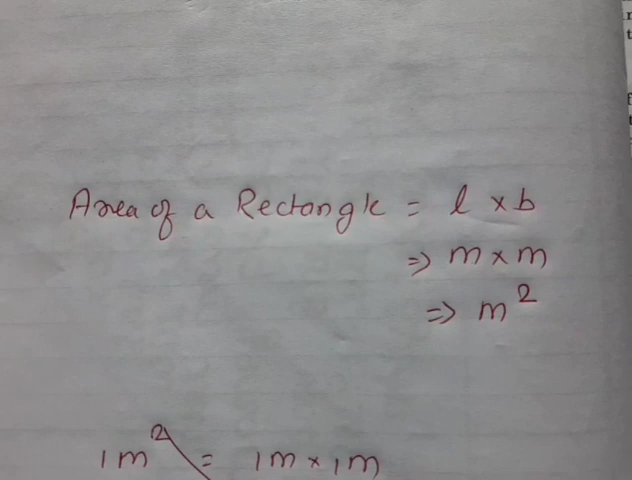 Area of a Rectangle = l × b
=> m × m
=> m²
1m² = 1m × 1m